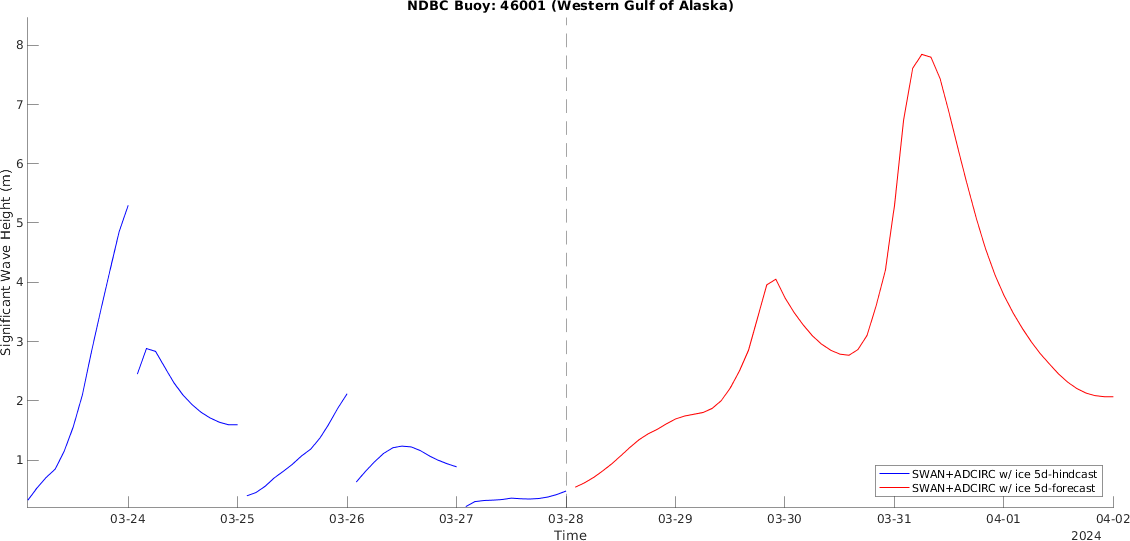 NDBC Buoy: 46001 (Western Gulf of Alaska)
Significant Wave Height (m)
8
7
6
5
4
3
2
1
SWAN+ADCIRC w/ ice 5d-hindcast
SWAN+ADCIRC w/ ice 5d-forecast
03-24 03-25 03-26 03-27 03-28 03-29 03-30 03-31 04-01 04-02
Time
2024